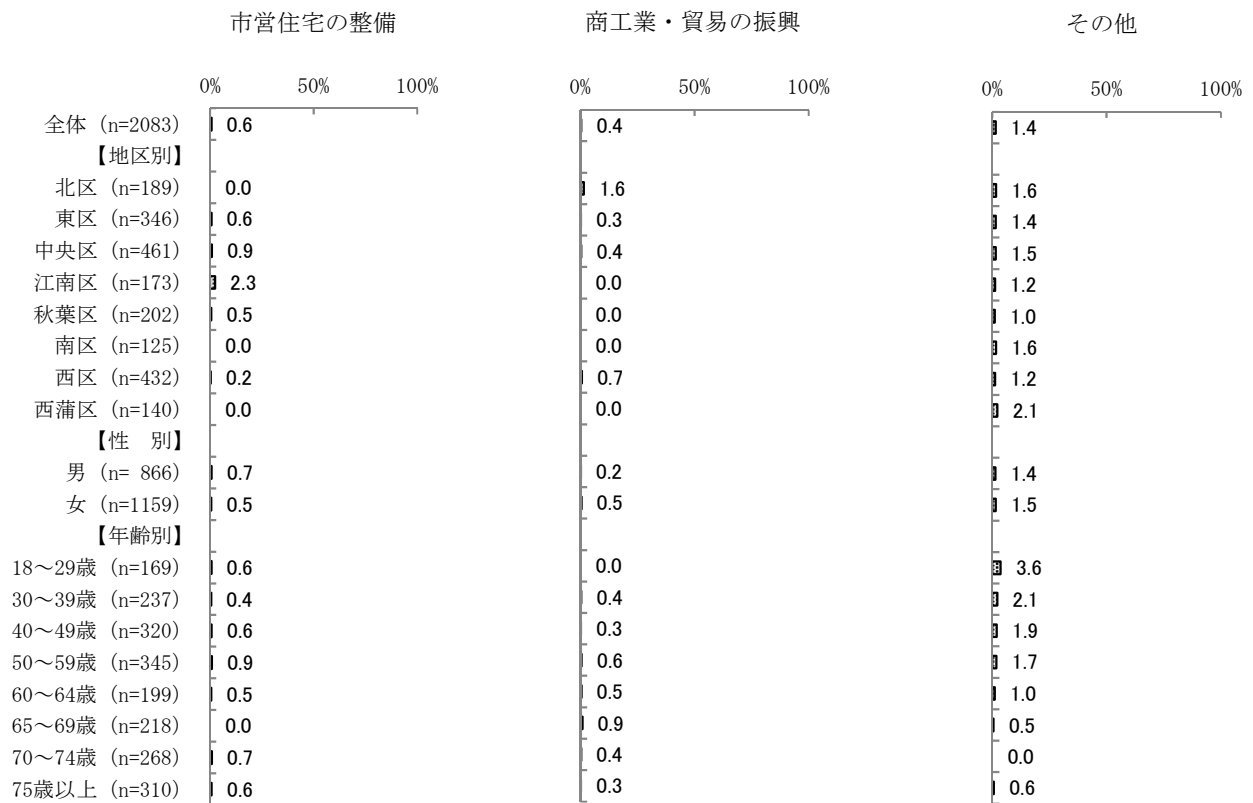 市営住宅の整備 商工業・貿易の振興 その他
0% 50% 100% 0% 50% 100% 0% 50% 100%
全体 (n=2083) 0.6 0.4 1.4
【地区別】
北区 (n=189) 0.0 1.6 1.6
東区 (n=346) 0.6 0.3 1.4
中央区 (n=461) 0.9 0.4 1.5
江南区 (n=173) 2.3 0.0 1.2
秋葉区 (n=202) 0.5 0.0 1.0
南区 (n=125) 0.0 0.0 1.6
西区 (n=432) 0.2 0.7 1.2
西蒲区 (n=140) 0.0 0.0 2.1
【性　別】
男 (n= 866) 0.7 0.2 1.4
女 (n=1159) 0.5 0.5 1.5
【年齢別】
18～29歳 (n=169) 0.6 0.0 3.6
30～39歳 (n=237) 0.4 0.4 2.1
40～49歳 (n=320) 0.6 0.3 1.9
50～59歳 (n=345) 0.9 0.6 1.7
60～64歳 (n=199) 0.5 0.5 1.0
65～69歳 (n=218) 0.0 0.9 0.5
70～74歳 (n=268) 0.7 0.4 0.0
75歳以上 (n=310) 0.6 0.3 0.6